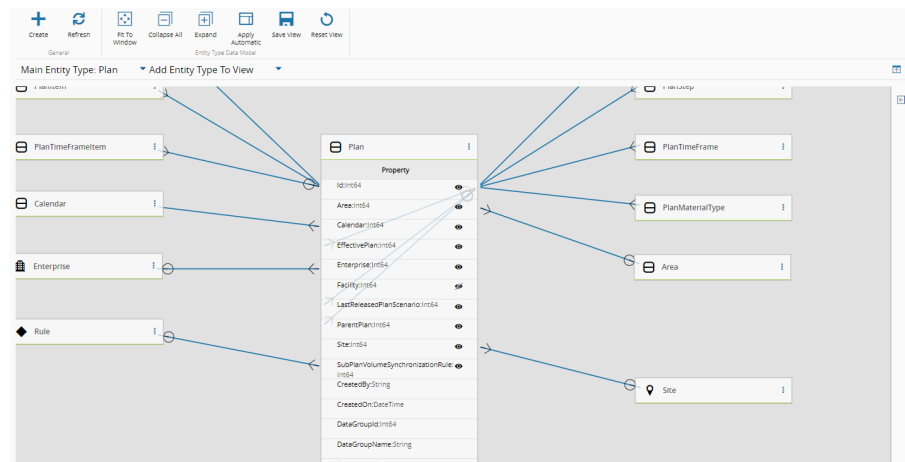 Create
Refresh
Fit To
Window
Collapse All
Expand
Apply
Automatic
Save View
Reset View
General
Entity Type Data Model
Main Entity Type: Plan
Add Entity Type To View
PlanItem
PlanStep
PlanTimeFrameItem
Plan
PlanTimeFrame
Property
Id:Int64
Calendar
Area:Int64
PlanMaterialType
Calendar:Int64
EffectivePlan:Int64
Enterprise
Enterprise:Int64
Area
Facility:Int64
LastReleasedPlanScenario:Int64
Rule
ParentPlan:Int64
Site:Int64
SubPlanVolumeSynchronizationRule:
Int64
CreatedBy:String
Site
CreatedOn:DateTime
DataGroupId:Int64
DataGroupName:String